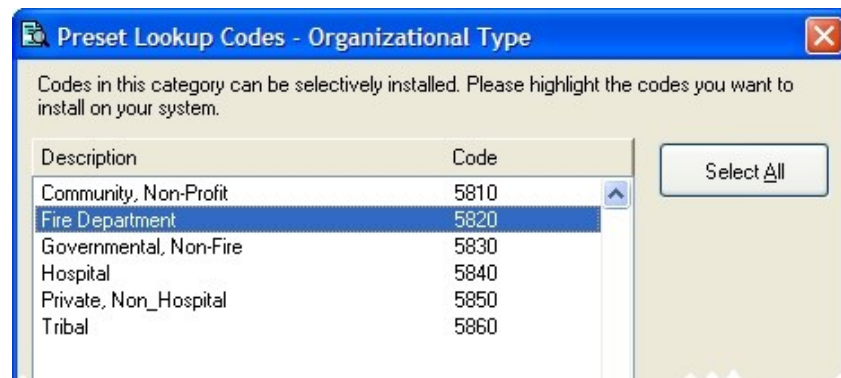 Preset Lookup Codes - Organizational Type
Codes in this category can be selectively installed. Please highlight the codes you want to
install on your system.
Description Code
Select All
Community, Non-Profit 5810
Fire Department 5820
Governmental, Non-Fire 5830
Hospital 5840
Private, Non_Hospital 5850
Tribal 5860